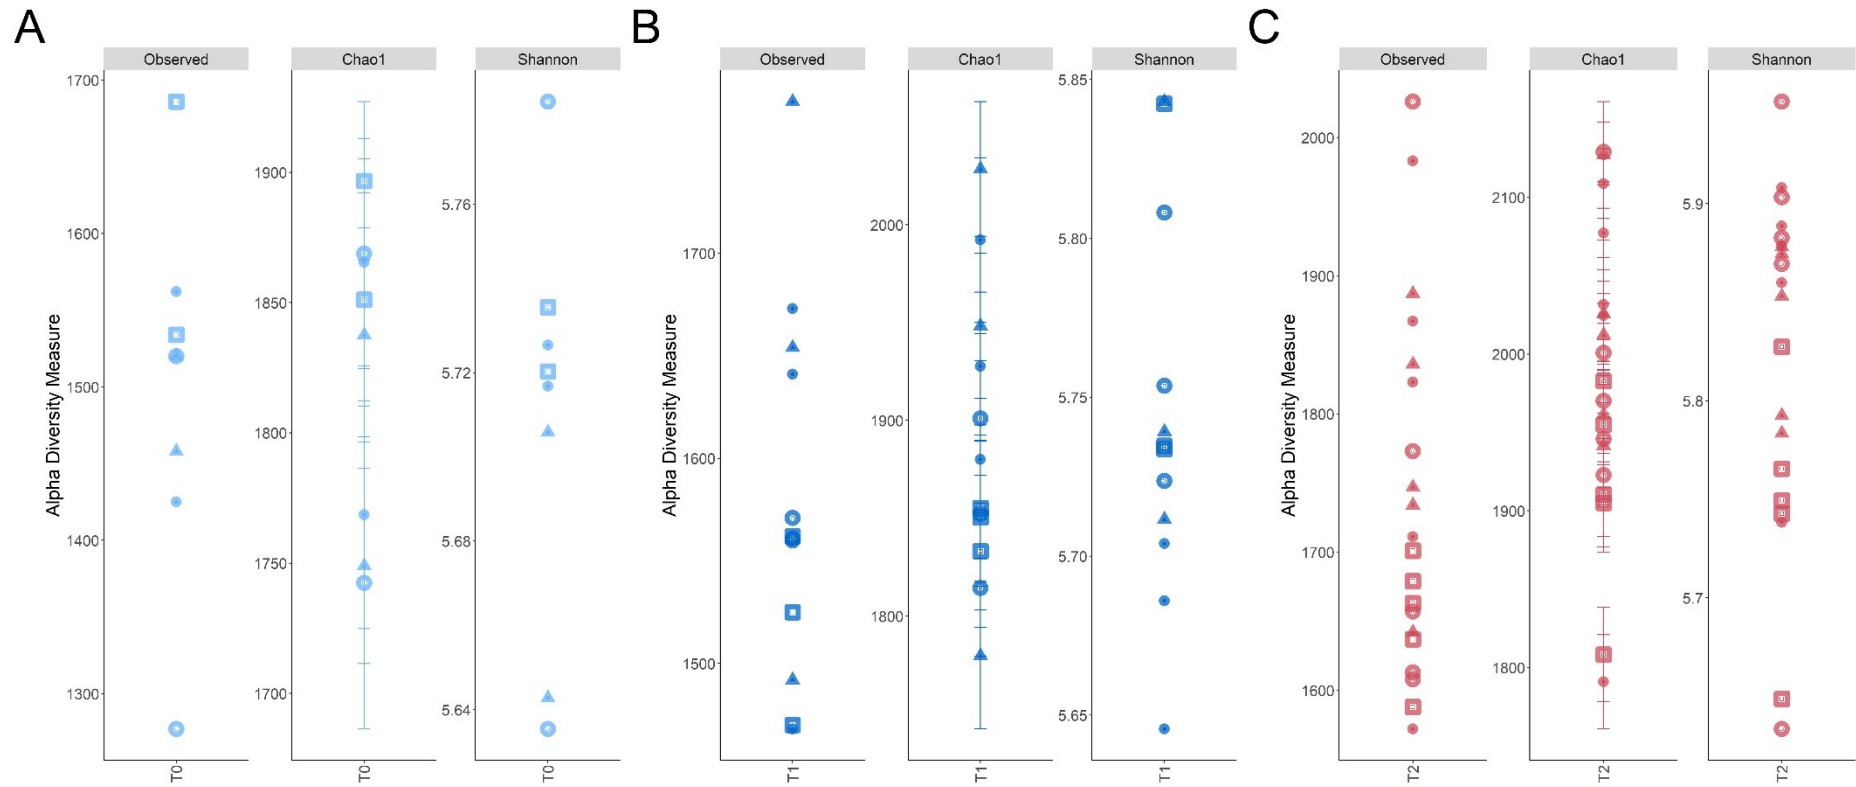 A
B
C
Observed
Chao1
Shannon
Observed
Chao1
Shannon
Observed
Chao1
Shannon
Alpha Diversity Measure
1700
1600
1500
1400
1300
T0
1900
1850
1800
1750
1700
T0
5.76
5.72
5.68
5.64
T0
Alpha Diversity Measure
1700
1600
1500
T1
2000
1900
1800
T1
5.85
5.80
5.75
5.70
5.65
T1
Alpha Diversity Measure
2000
1900
1800
1700
1600
T2
2100
2000
1900
1800
T2
5.9
5.8
5.7
T2